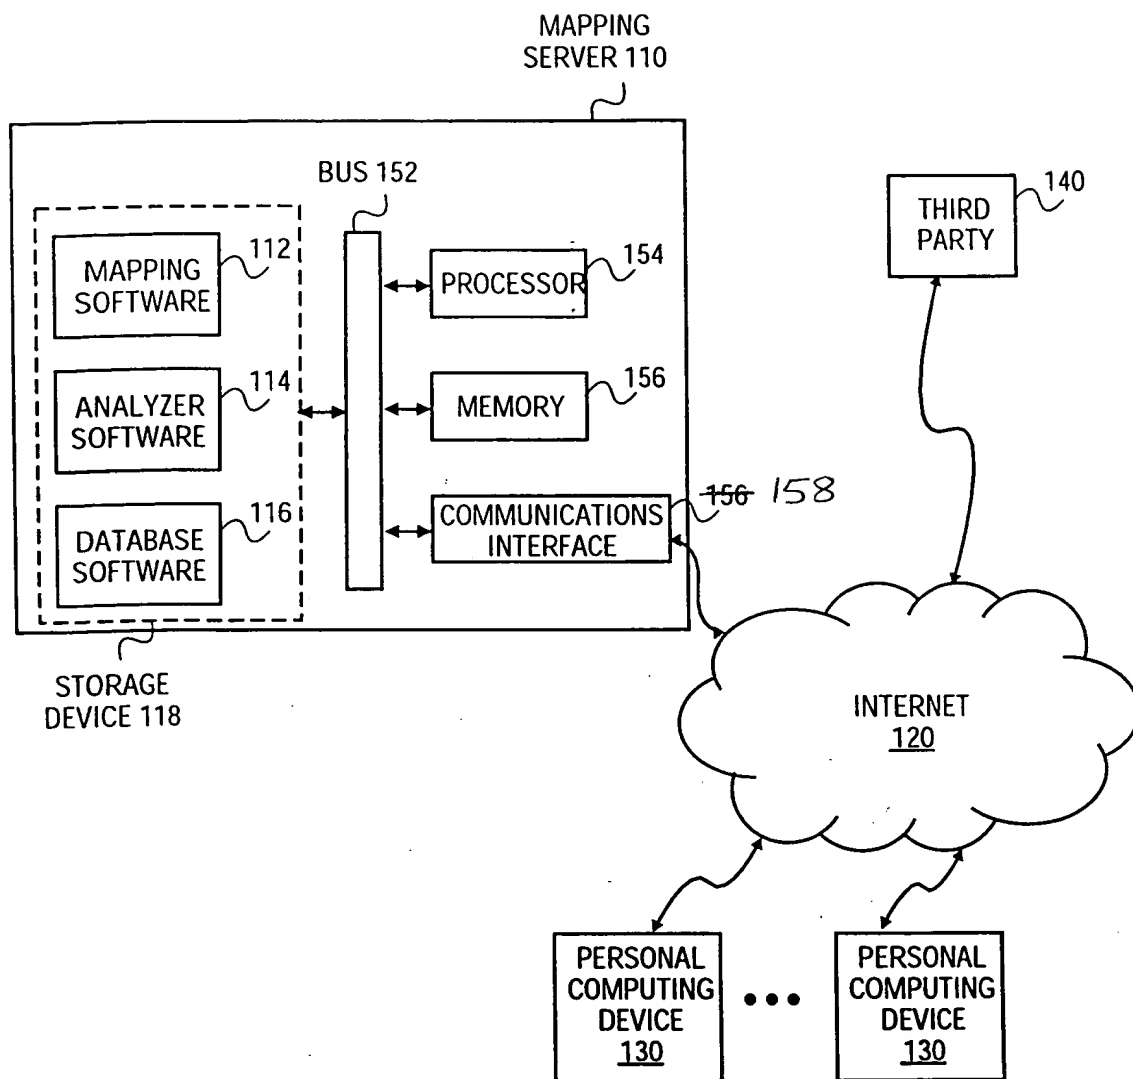 MAPPING
SERVER 110
BUS 152
MAPPING
SOFTWARE
112
ANALYZER
SOFTWARE
114
DATABASE
SOFTWARE
116
STORAGE
DEVICE 118
PROCESSOR
154
MEMORY
156
COMMUNICATIONS
INTERFACE
156 158
THIRD
PARTY
140
INTERNET
120
PERSONAL
COMPUTING
DEVICE
130
PERSONAL
COMPUTING
DEVICE
130